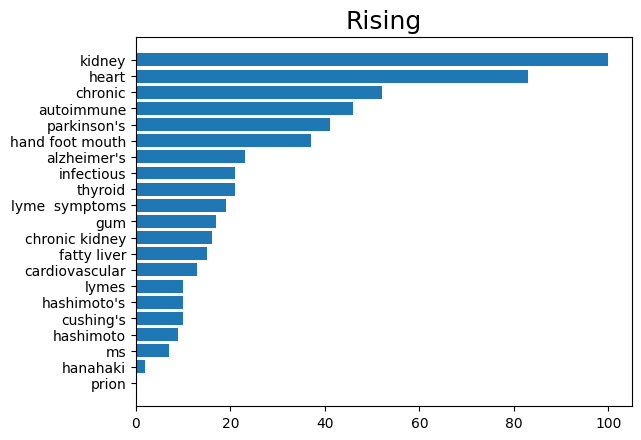 Rising
kidney
heart
chronic
autoimmune
parkinson's
hand foot mouth
alzheimer's
infectious
thyroid
lyme  symptoms
gum
chronic kidney
fatty liver
cardiovascular
lymes
hashimoto's
cushing's
hashimoto
ms
hanahaki
prion
0 20 40 60 80 100